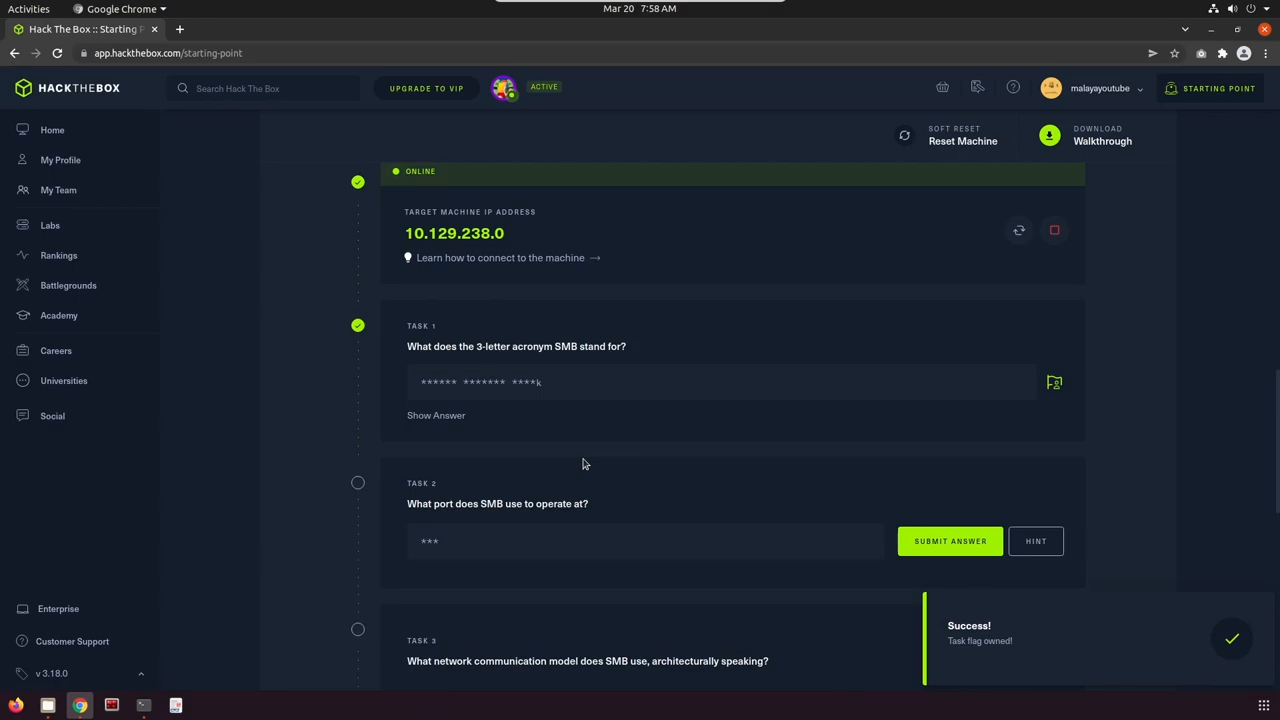 Activities
Google Chrome
Mar 20 7:58 AM
Hack The Box :: Starting P
app.hackthebox.com/starting-point
HACKTHEBOX
Search Hack The Box
UPGRADE TO VIP
ACTIVE
malayayoutube
STARTING POINT
Home
My Profile
My Team
Labs
Rankings
Battlegrounds
Academy
Careers
Universities
Social
Enterprise
Customer Support
v 3.18.0
SOFT RESET
Reset Machine
DOWNLOAD
Walkthrough
ONLINE
TARGET MACHINE IP ADDRESS
10.129.238.0
Learn how to connect to the machine
TASK 1
What does the 3-letter acronym SMB stand for?
****** ******* ****k
Show Answer
TASK 2
What port does SMB use to operate at?
***
SUBMIT ANSWER
HINT
TASK 3
What network communication model does SMB use, architecturally speaking?
Success!
Task flag owned!